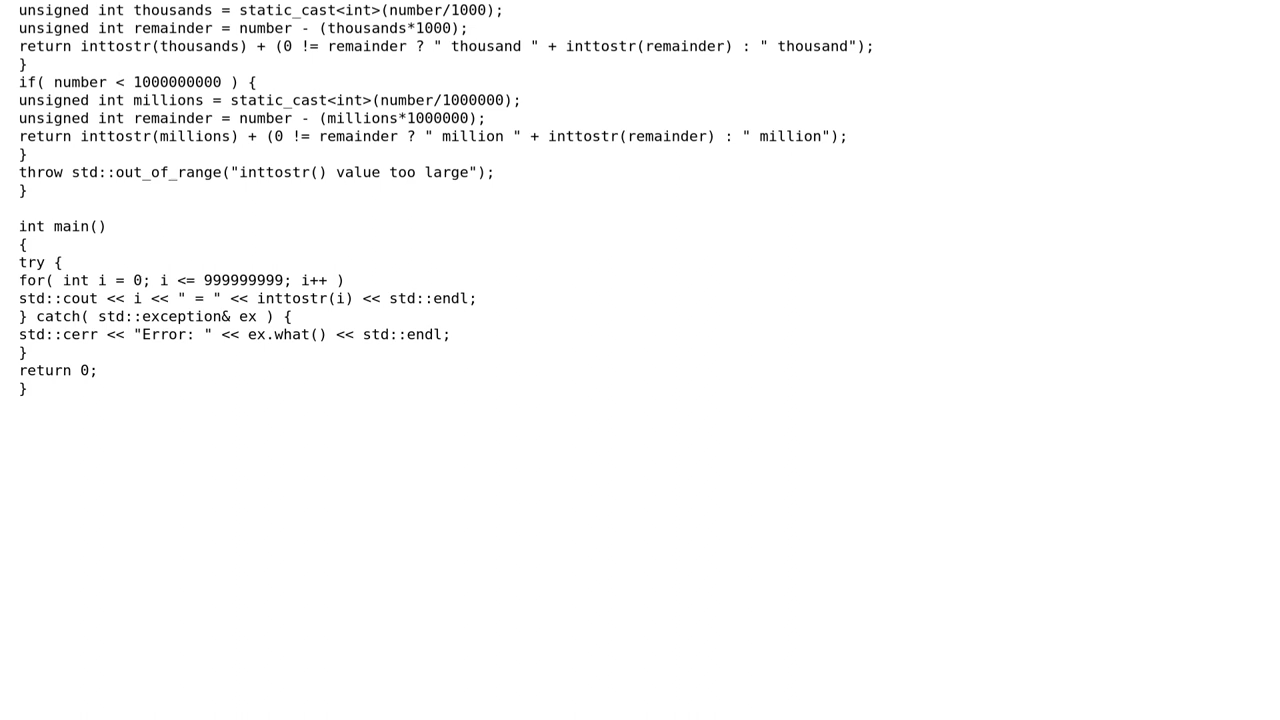 unsigned int thousands = static_cast<int>(number/1000);
unsigned int remainder = number - (thousands*1000);
return inttostr(thousands) + (0 != remainder ? " thousand " + inttostr(remainder) : " thousand");
}
if( number < 1000000000 ) {
unsigned int millions = static_cast<int>(number/1000000);
unsigned int remainder = number - (millions*1000000);
return inttostr(millions) + (0 != remainder ? " million " + inttostr(remainder) : " million");
}
throw std::out_of_range("inttostr() value too large");
}

int main()
{
try {
for( int i = 0; i <= 999999999; i++ )
std::cout << i << " = " << inttostr(i) << std::endl;
} catch( std::exception& ex ) {
std::cerr << "Error: " << ex.what() << std::endl;
}
return 0;
}